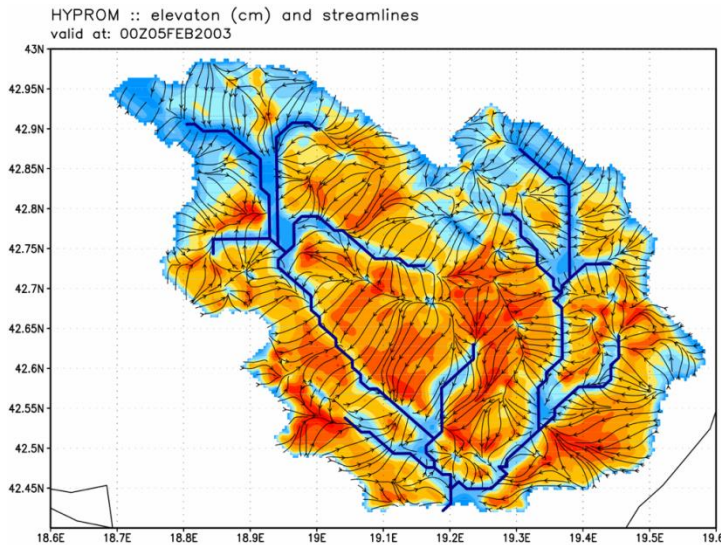 HYPROM :: elevaton (cm) and streamlines
valid at: 00Z05FEB2003
43N
42.95N
42.9N
42.85N
42.8N
42.75N
42.7N
42.65N
42.6N
42.55N
42.5N
42.45N
18.6E 18.7E 18.8E 18.9E 19E 19.1E 19.2E 19.3E 19.4E 19.5E 19.6